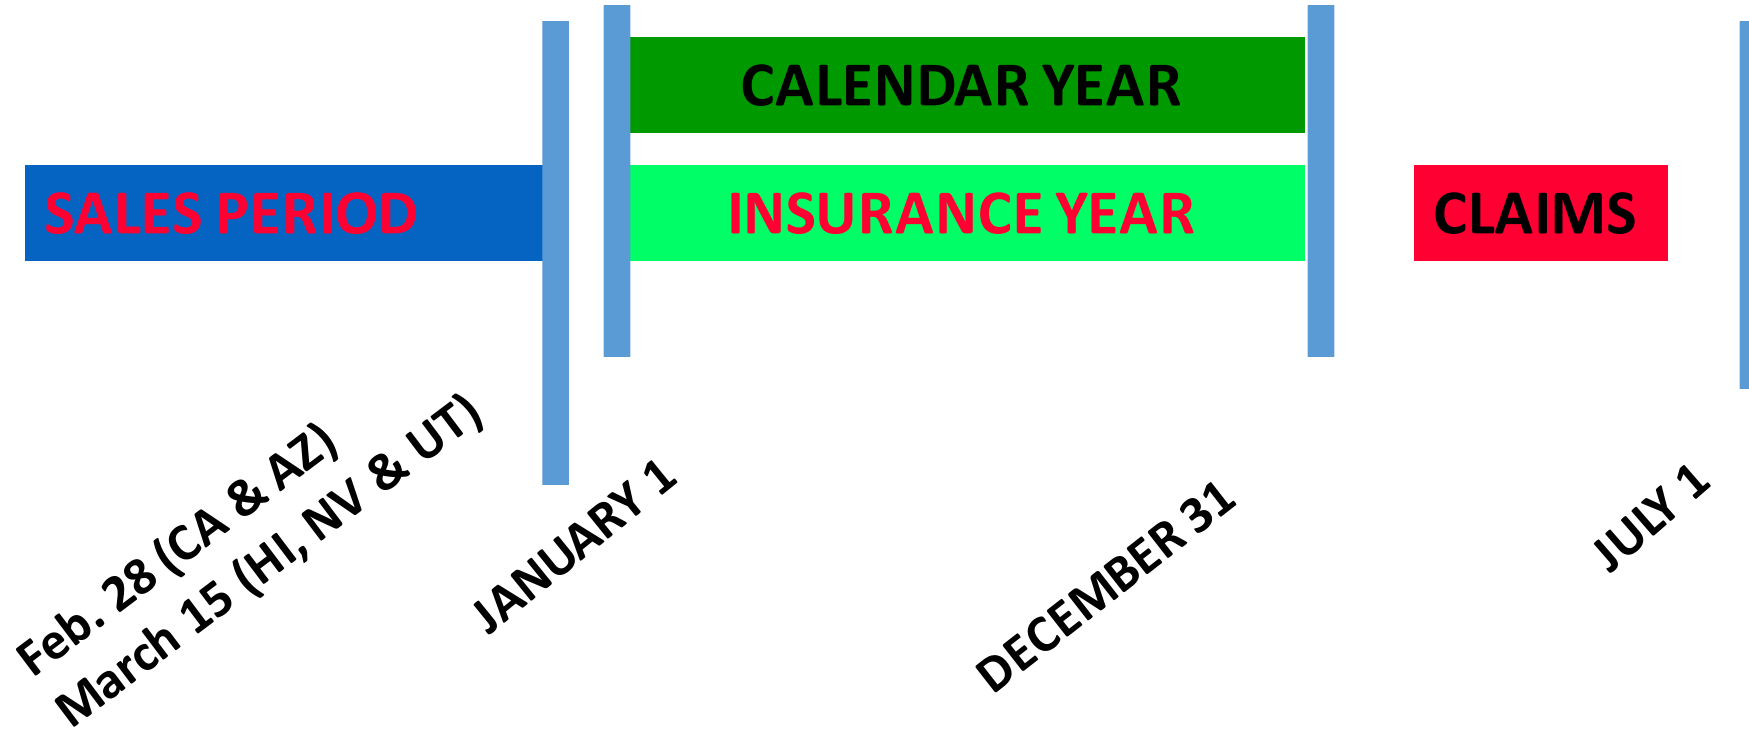 CALENDAR YEAR
SALES PERIOD
INSURANCE YEAR
CLAIMS
Feb. 28 (CA & AZ)
March 15 (HI, NV & UT)
JANUARY 1
DECEMBER 31
JULY 1